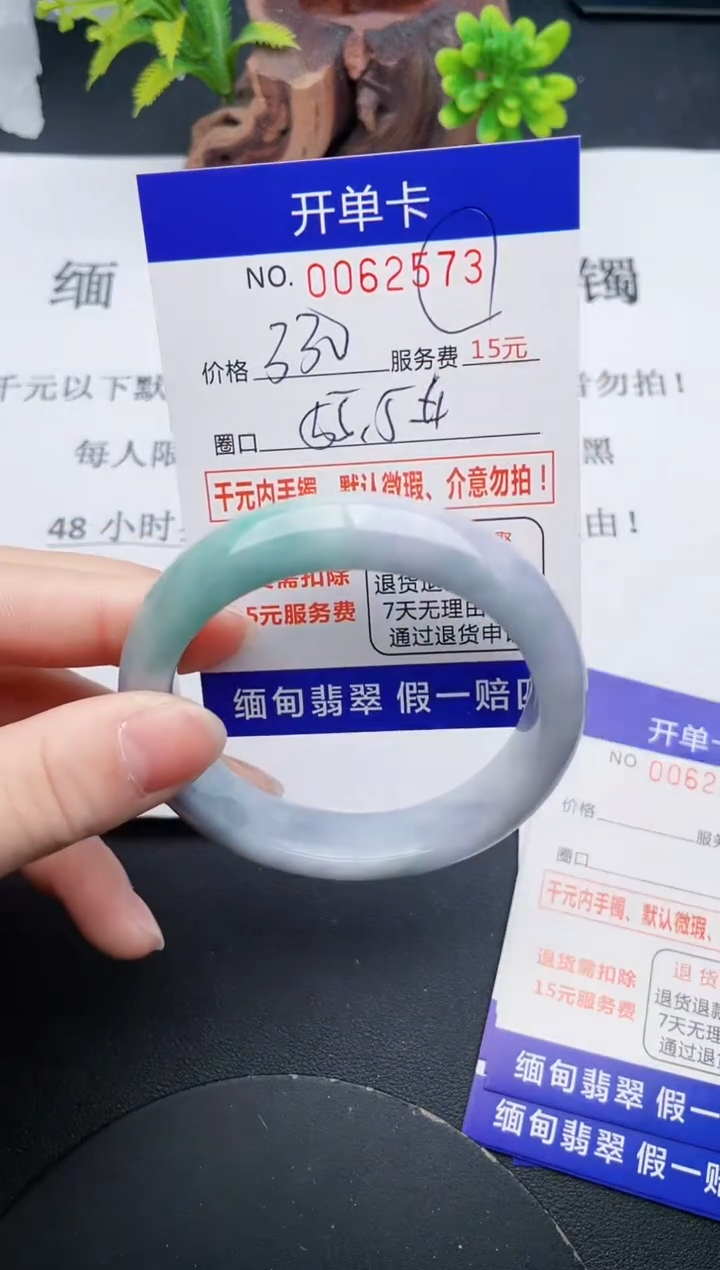 开单卡
NO. 0062573
价格 330 服务费 15元
圈口 55.5
千元内手镯、默认微瑕、介意勿拍！
需扣除
5元服务费
退货
7天无理由
通过退货申
缅甸翡翠 假一赔四
缅
镯
千元以下默
勿拍！
每人限
黑
48 小时
由！
开单
NO 0062
价格
圈口
千元内手镯、默认微瑕、
退货需扣除
15元服务费
退货
退货退款
7天无理
通过退
缅甸翡翠 假一
缅甸翡翠 假一